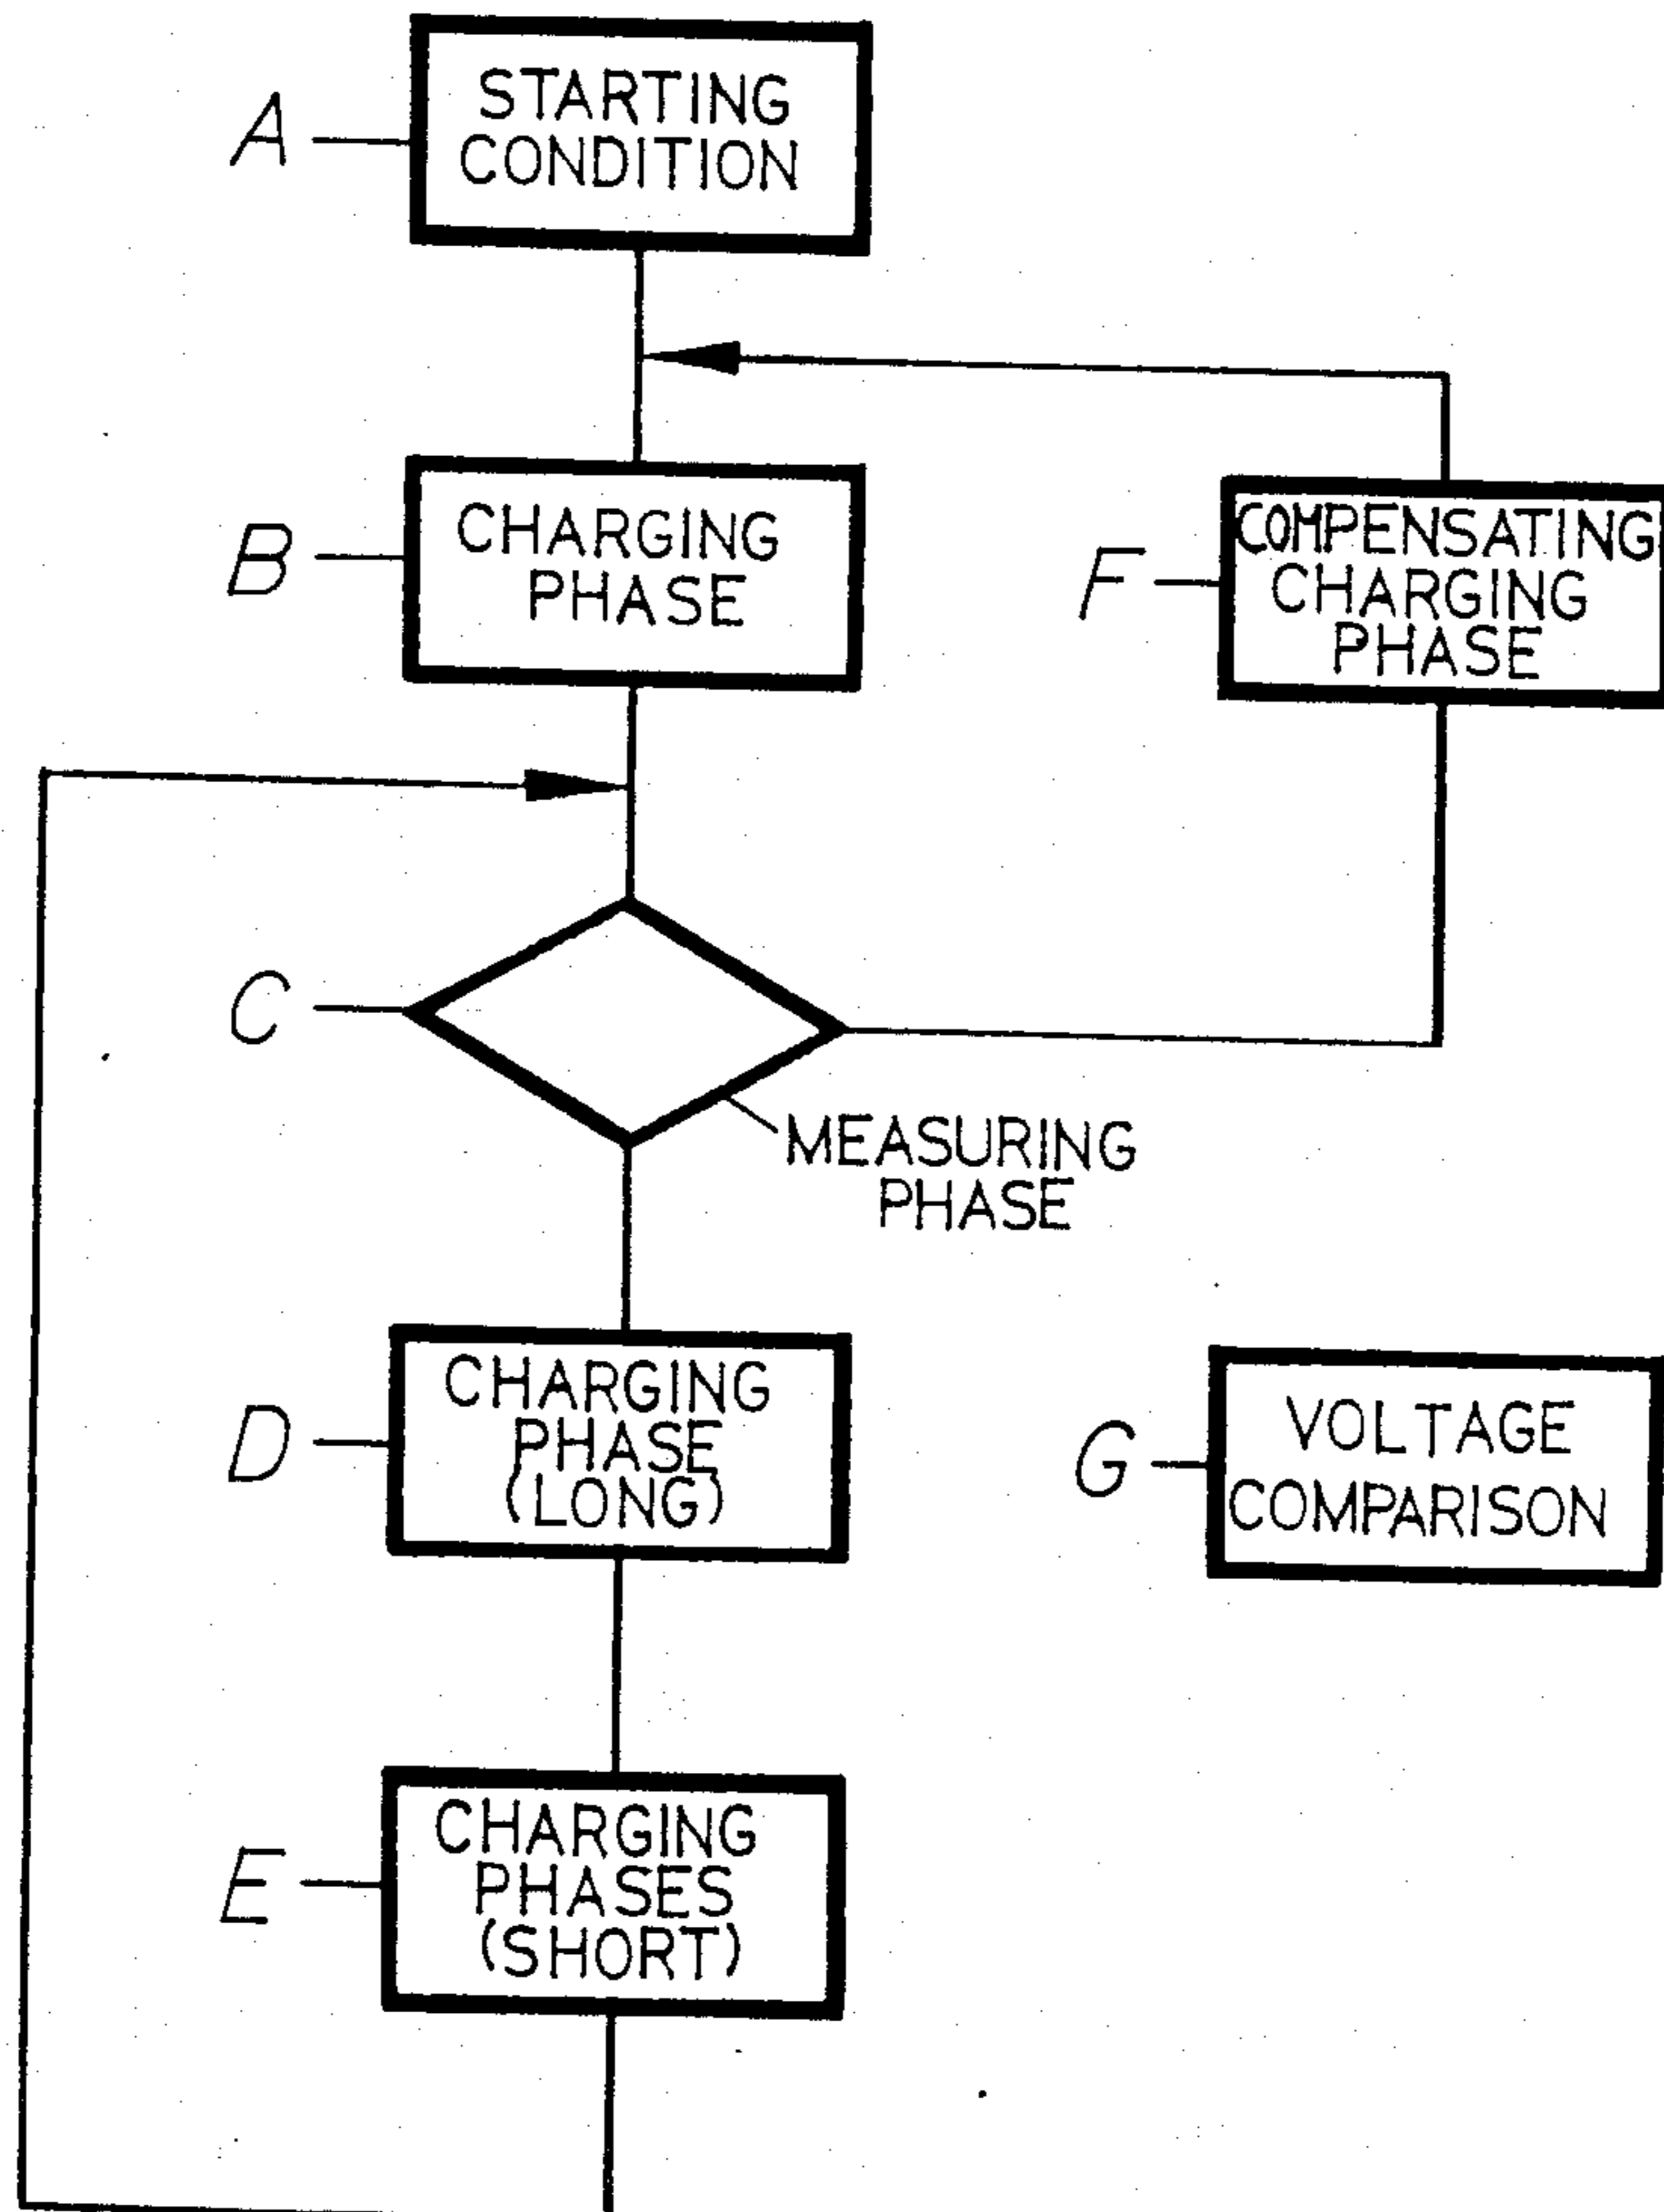 A
STARTING
CONDITION
B
CHARGING
PHASE
F
COMPENSATING
CHARGING
PHASE
C
MEASURING
PHASE
D
CHARGING
PHASE
(LONG)
G
VOLTAGE
COMPARISON
E
CHARGING
PHASES
(SHORT)